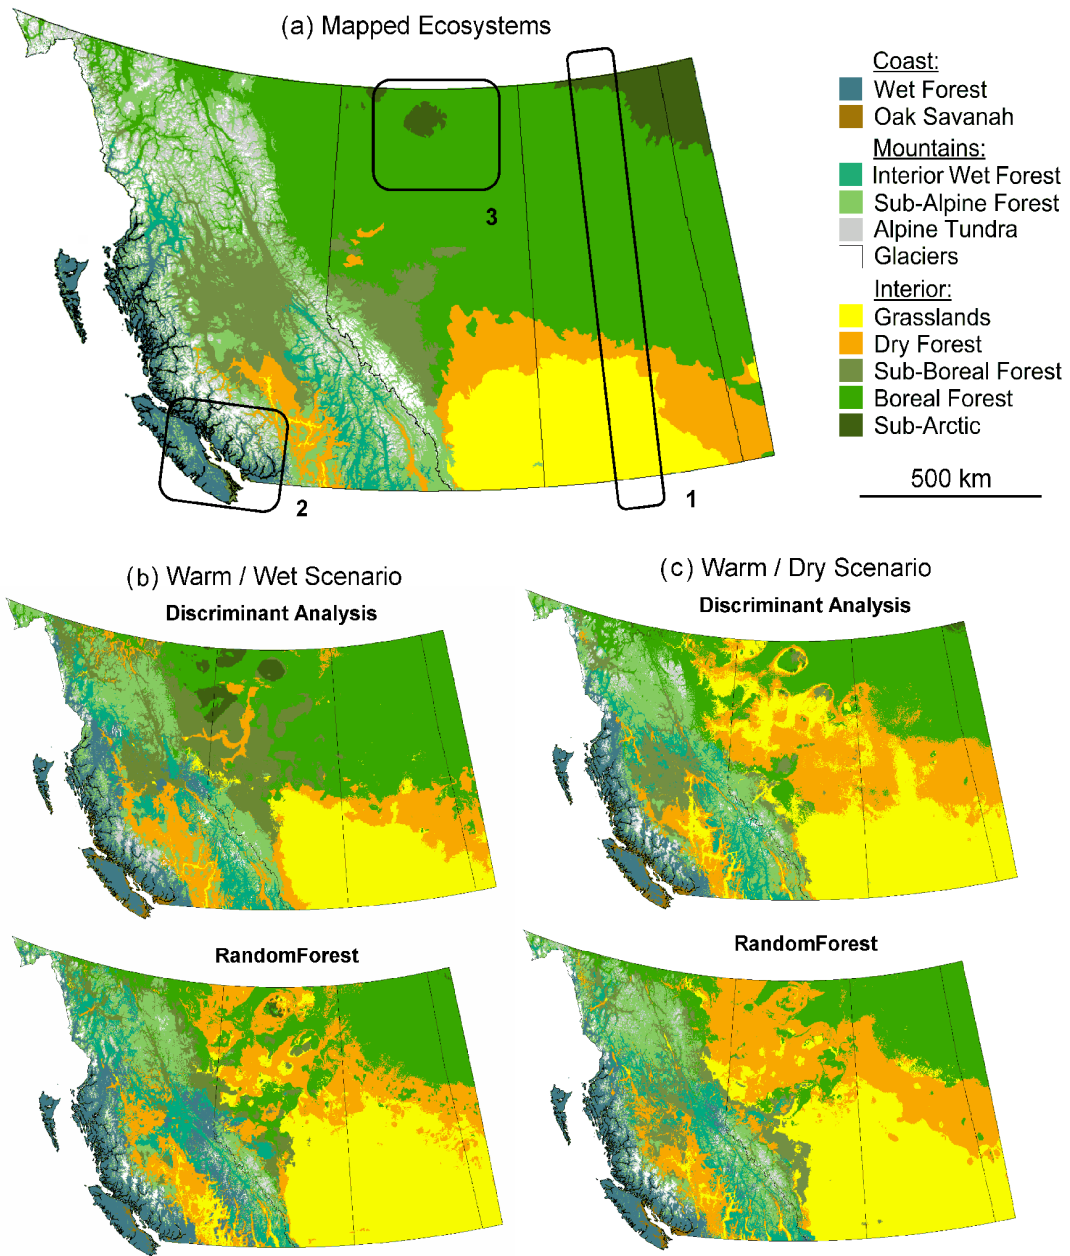 (a) Mapped Ecosystems
Coast:
Wet Forest
Oak Savanah
Mountains:
Interior Wet Forest
Sub-Alpine Forest
Alpine Tundra
Glaciers
Interior:
Grasslands
Dry Forest
Sub-Boreal Forest
Boreal Forest
Sub-Arctic
500 km
3
2
1
(b) Warm / Wet Scenario
Discriminant Analysis
RandomForest
(c) Warm / Dry Scenario
Discriminant Analysis
RandomForest